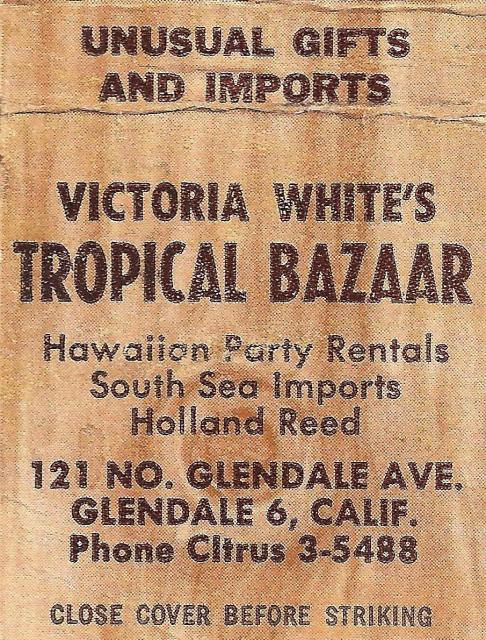 UNUSUAL GIFTS
AND IMPORTS
VICTORIA WHITE'S
TROPICAL BAZAAR
Hawaiian Party Rentals
South Sea Imports
Holland Reed
121 NO. GLENDALE AVE.
GLENDALE 6, CALIF.
Phone CItrus 3-5488
CLOSE COVER BEFORE STRIKING